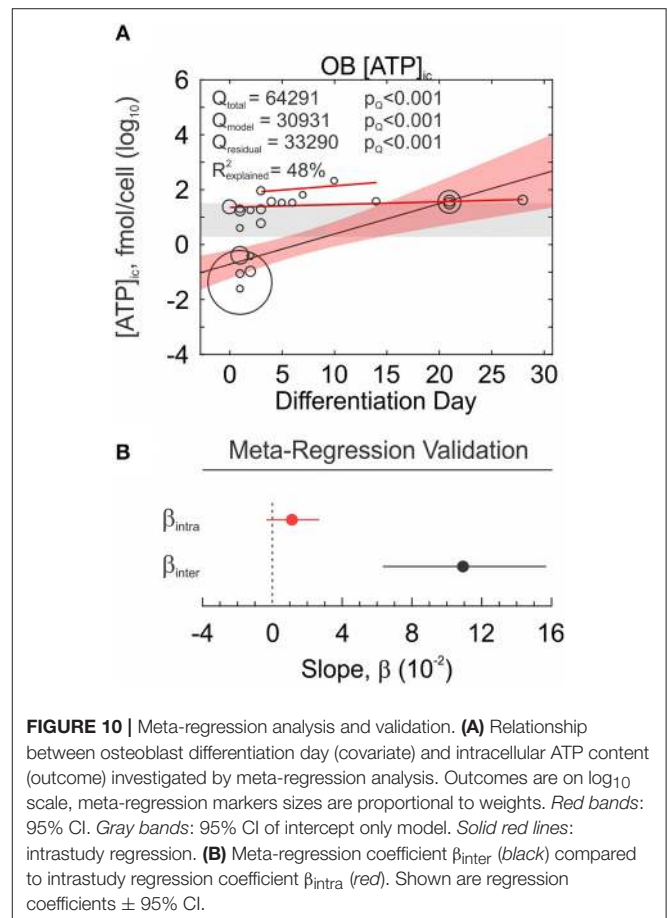 A
OB [ATP]ic
Qtotal = 64291 pQ<0.001
Qmodel = 30931 pQ<0.001
Qresidual = 33290 pQ<0.001
R²explained = 48%
[ATP]ic, fmol/cell (log10)
6
4
2
0
-2
-4
0 5 10 15 20 25 30
Differentiation Day
B
Meta-Regression Validation
βintra
βinter
-4 0 4 8 12 16
Slope, β (10⁻²)
FIGURE 10 | Meta-regression analysis and validation. (A) Relationship
between osteoblast differentiation day (covariate) and intracellular ATP content
(outcome) investigated by meta-regression analysis. Outcomes are on log10
scale, meta-regression markers sizes are proportional to weights. Red bands:
95% CI. Gray bands: 95% CI of intercept only model. Solid red lines:
intrastudy regression. (B) Meta-regression coefficient βinter (black) compared
to intrastudy regression coefficient βintra (red). Shown are regression
coefficients ± 95% CI.